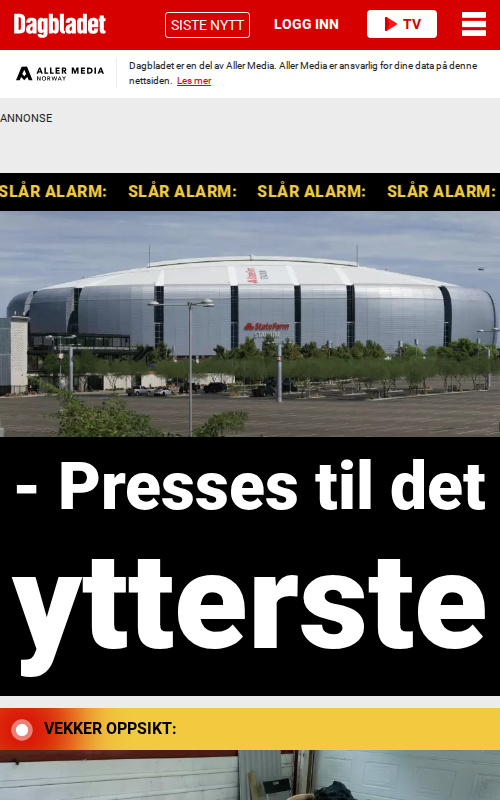 Dagbladet
SISTE NYTT
LOGG INN
TV
ALLER MEDIA
NORWAY
Dagbladet er en del av Aller Media. Aller Media er ansvarlig for dine data på denne
nettsiden. Les mer
ANNONSE
SLÅR ALARM: SLÅR ALARM: SLÅR ALARM: SLÅR ALARM:
StateFarm
STADIUM
- Presses til det
ytterste
VEKKER OPPSIKT: